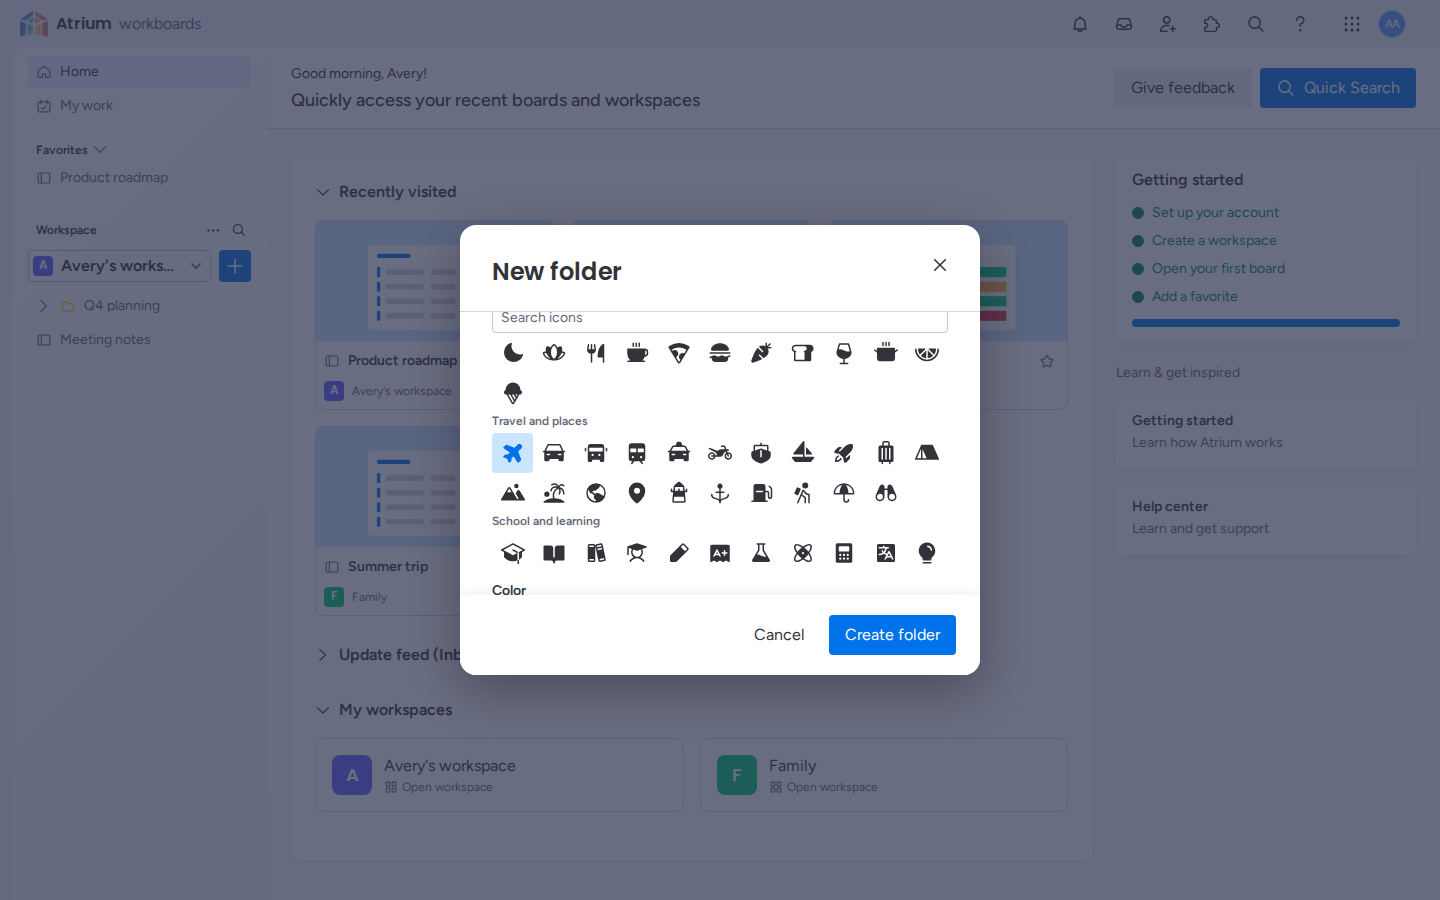 Atrium workboards
AA
Home
My work
Favorites
Product roadmap
Workspace
A Avery's works...
Q4 planning
Meeting notes
Good morning, Avery!
Quickly access your recent boards and workspaces
Give feedback
Quick Search
Recently visited
Product roadmap
A Avery's workspace
Summer trip
F Family
Update feed (Inb
My workspaces
A
Avery's workspace
Open workspace
F
Family
Open workspace
Getting started
Set up your account
Create a workspace
Open your first board
Add a favorite
Learn & get inspired
Getting started
Learn how Atrium works
Help center
Learn and get support
New folder
Search icons
Travel and places
School and learning
A+
Color
Cancel
Create folder